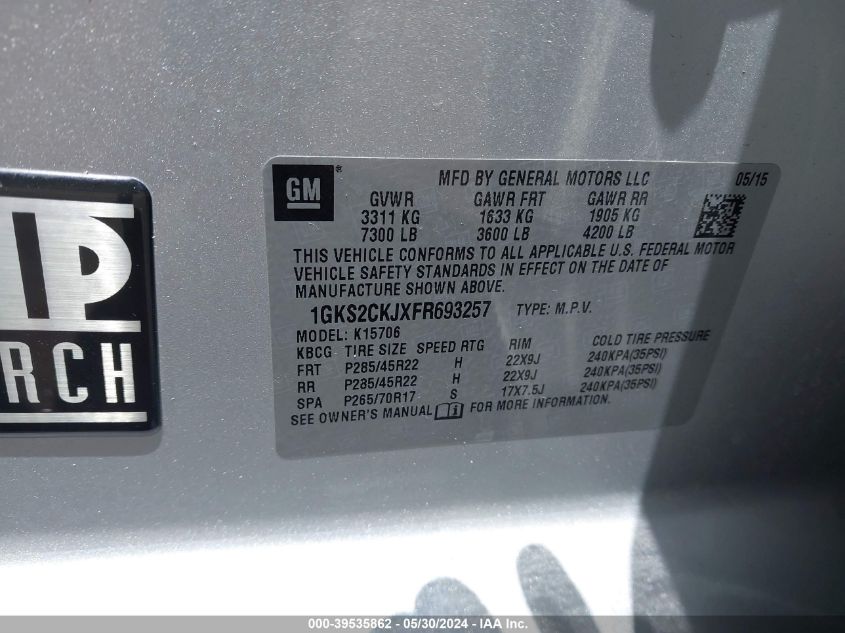 GM
MFD BY GENERAL MOTORS LLC 05/15
GVWR GAWR FRT GAWR RR
3311 KG 1633 KG 1905 KG
7300 LB 3600 LB 4200 LB
THIS VEHICLE CONFORMS TO ALL APPLICABLE U.S. FEDERAL MOTOR
VEHICLE SAFETY STANDARDS IN EFFECT ON THE DATE OF
MANUFACTURE SHOWN ABOVE.
1GKS2CKJXFR693257 TYPE: M.P.V.
MODEL: K15706
KBCG TIRE SIZE SPEED RTG RIM COLD TIRE PRESSURE
FRT P285/45R22 H 22X9J 240KPA(35PSI)
RR P285/45R22 H 22X9J 240KPA(35PSI)
SPA P265/70R17 S 17X7.5J 240KPA(35PSI)
SEE OWNER'S MANUAL FOR MORE INFORMATION.
IP
RCH
000-39535862 - 05/30/2024 - IAA Inc.